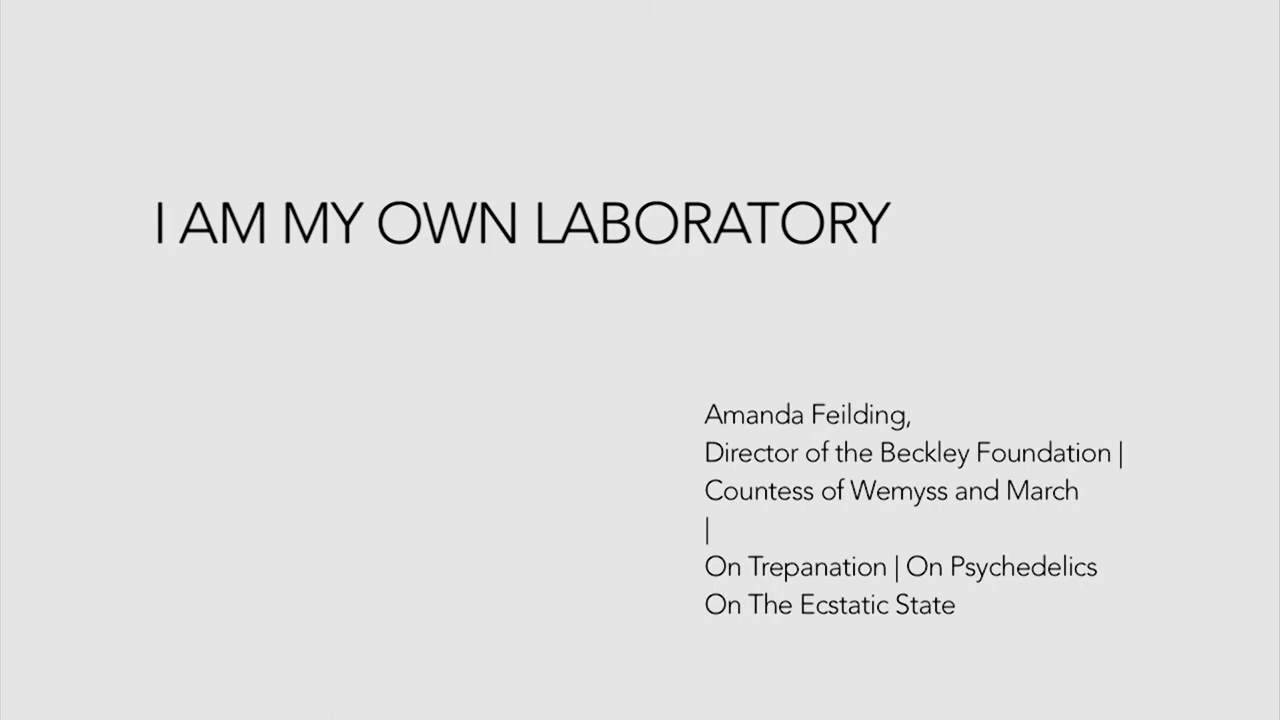 I AM MY OWN LABORATORY
Amanda Feilding,
Director of the Beckley Foundation |
Countess of Wemyss and March
|
On Trepanation | On Psychedelics
On The Ecstatic State